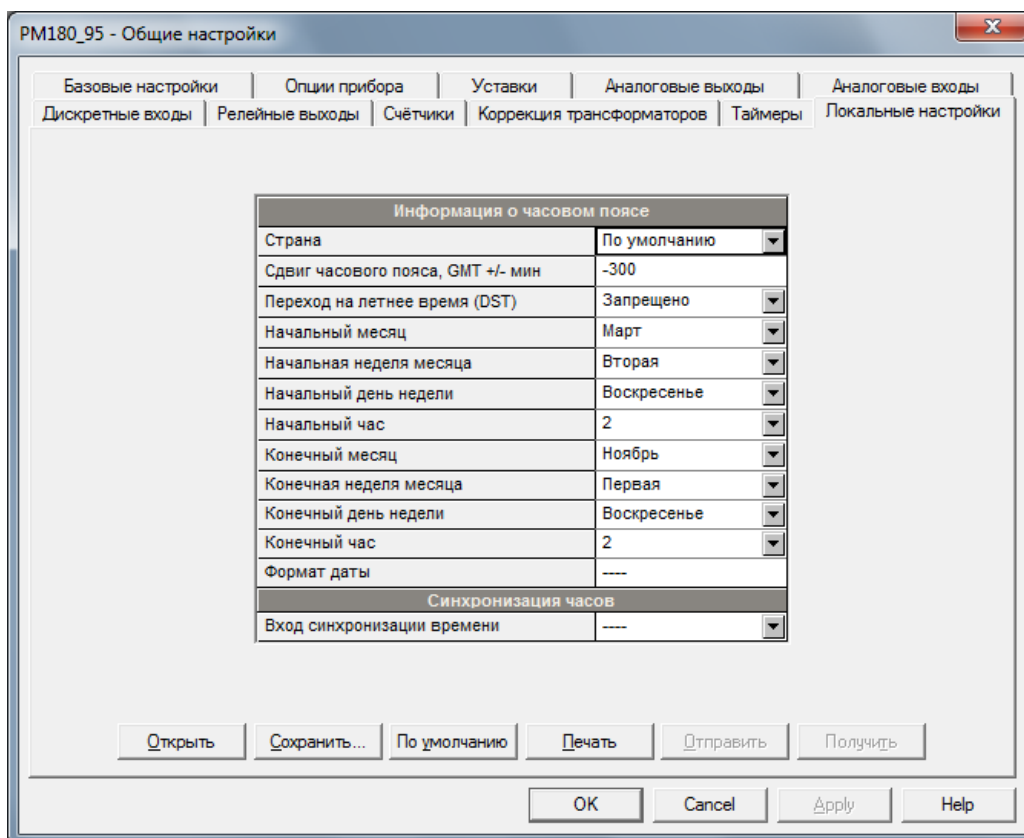 PM180_95 - Общие настройки
Базовые настройки Опции прибора Уставки Аналоговые выходы Аналоговые входы
Дискретные входы Релейные выходы Счётчики Коррекция трансформаторов Таймеры Локальные настройки
Информация о часовом поясе
Страна По умолчанию
Сдвиг часового пояса, GMT +/- мин -300
Переход на летнее время (DST) Запрещено
Начальный месяц Март
Начальная неделя месяца Вторая
Начальный день недели Воскресенье
Начальный час 2
Конечный месяц Ноябрь
Конечная неделя месяца Первая
Конечный день недели Воскресенье
Конечный час 2
Формат даты ----
Синхронизация часов
Вход синхронизации времени ----
Открыть Сохранить... По умолчанию Печать Отправить Получить
OK Cancel Apply Help